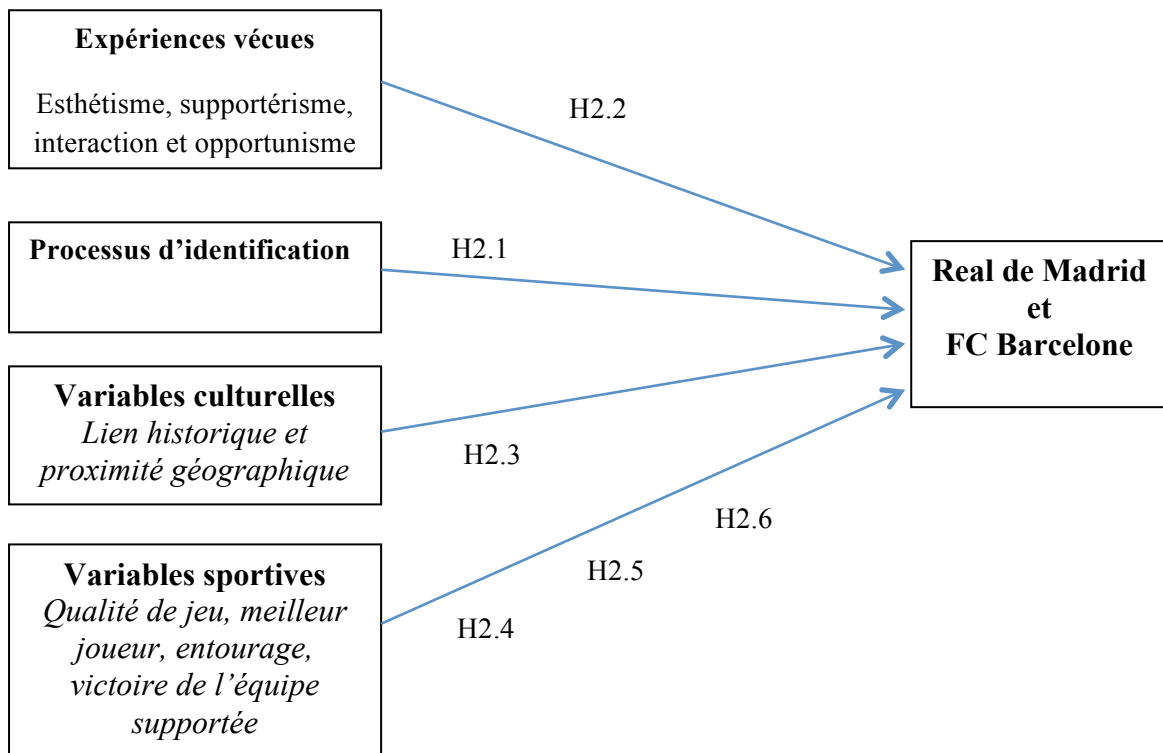 Expériences vécues
Esthétisme, supportérisme,
interaction et opportunisme
H2.2
Processus d’identification
H2.1
Real de Madrid
et
FC Barcelone
Variables culturelles
Lien historique et
proximité géographique
H2.3
H2.6
Variables sportives
Qualité de jeu, meilleur
joueur, entourage,
victoire de l’équipe
supportée
H2.5
H2.4